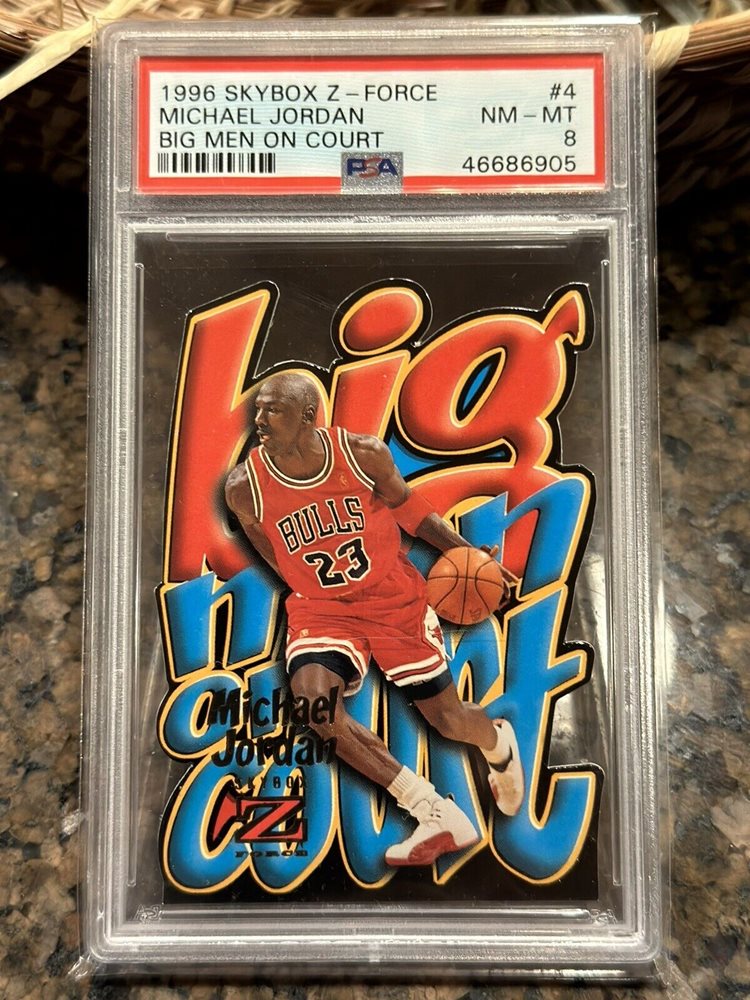 1996 SKYBOX Z-FORCE #4
MICHAEL JORDAN NM-MT
BIG MEN ON COURT 8
PSA 46686905
big
men
on
court
BULLS
23
Michael
Jordan
SKYBOX
Z
FORCE